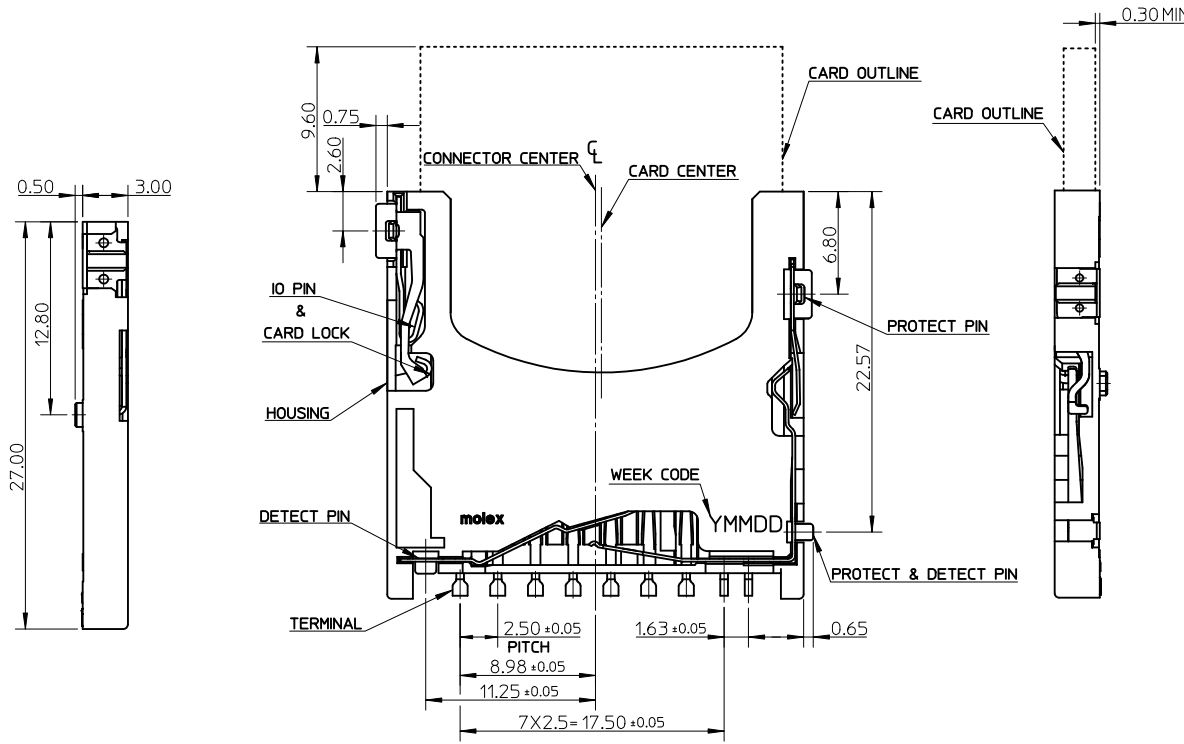 0.30 MIN
CARD OUTLINE
CARD OUTLINE
9.60
0.75
2.60
CONNECTOR CENTER
CL
CARD CENTER
0.50
3.00
6.80
12.80
IO PIN
&
CARD LOCK
PROTECT PIN
22.57
HOUSING
27.00
WEEK CODE
DETECT PIN
molex
YMMDD
PROTECT & DETECT PIN
TERMINAL
2.50 ±0.05
PITCH
1.63 ±0.05
0.65
8.98 ±0.05
11.25 ±0.05
7X2.5=17.50 ±0.05